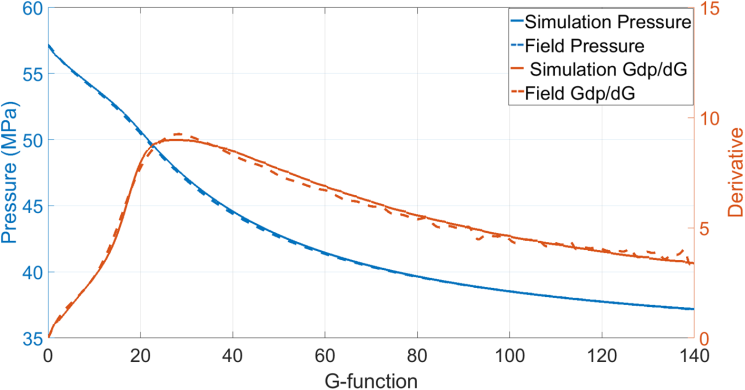 60
55
50
45
40
35
Pressure (MPa)
Simulation Pressure
Field Pressure
Simulation Gdp/dG
Field Gdp/dG
15
10
5
0
Derivative
0 20 40 60 80 100 120 140
G-function